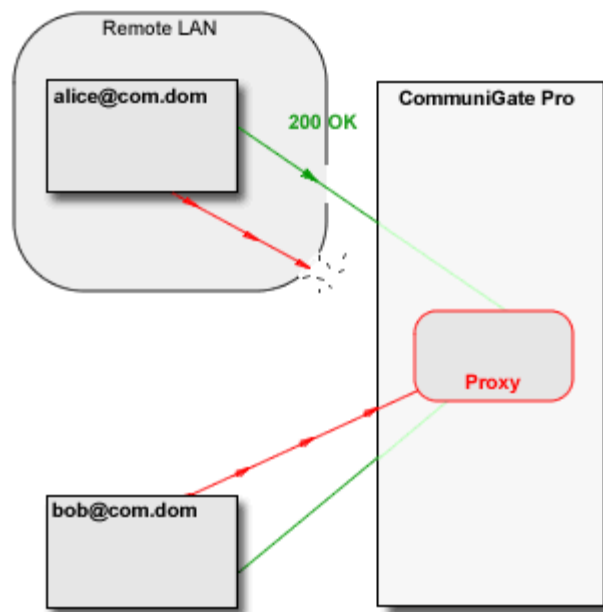 Remote LAN
alice@com.dom
CommuniGate Pro
200 OK
Proxy
bob@com.dom